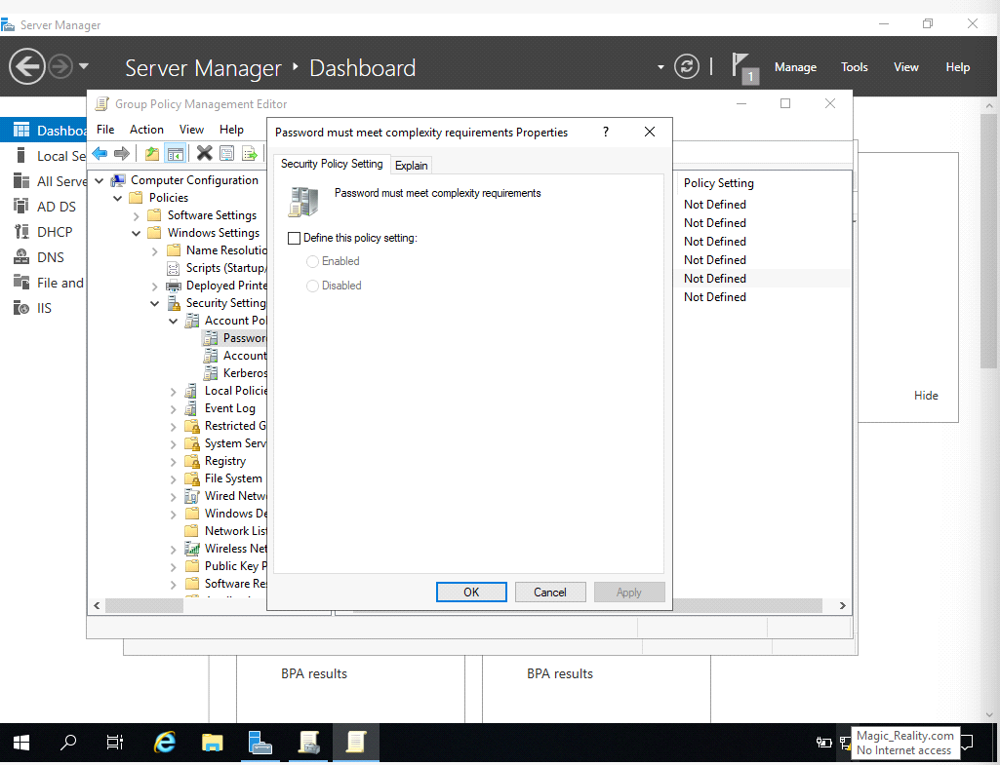 Server Manager
Server Manager • Dashboard
1
Manage Tools View Help
Group Policy Management Editor
File Action View Help
Dashboa
Local Se
All Serve
AD DS
DHCP
DNS
File and
IIS
Computer Configuration
Policies
Software Settings
Windows Settings
Name Resolutio
Scripts (Startup/
Deployed Printe
Security Setting
Account Pol
Passwor
Account
Kerberos
Local Policie
Event Log
Restricted G
System Serv
Registry
File System
Wired Netw
Windows De
Network List
Wireless Net
Public Key P
Software Res
Password must meet complexity requirements Properties
?
Security Policy Setting
Explain
Password must meet complexity requirements
Define this policy setting:
Enabled
Disabled
OK
Cancel
Apply
Policy Setting
Not Defined
Not Defined
Not Defined
Not Defined
Not Defined
Not Defined
Hide
BPA results
BPA results
Magic_Reality.com
No Internet access